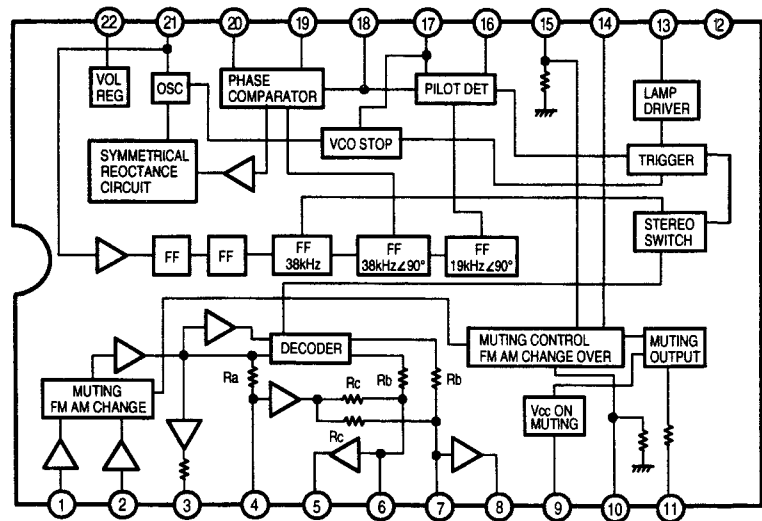 22 21 20 19 18 17 16 15 14 13 12
VOL
REG
OSC
PHASE
COMPARATOR
PILOT DET
LAMP
DRIVER
VCO STOP
TRIGGER
SYMMETRICAL
REOCTANCE
CIRCUIT
STEREO
SWITCH
FF
FF
FF
38kHz
FF
38kHz∠90°
FF
19kHz∠90°
DECODER
MUTING CONTROL
FM AM CHANGE OVER
MUTING
OUTPUT
Ra
Rc
Rb
Rb
MUTING
FM AM CHANGE
Rc
Vcc ON
MUTING
1 2 3 4 5 6 7 8 9 10 11